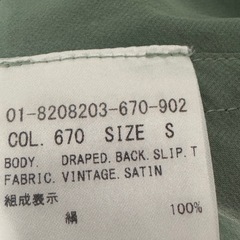 01-8208203-670-902
COL. 670 SIZE S
BODY. DRAPED. BACK. SLIP. T
FABRIC. VINTAGE. SATIN
組成表示
絹 100%